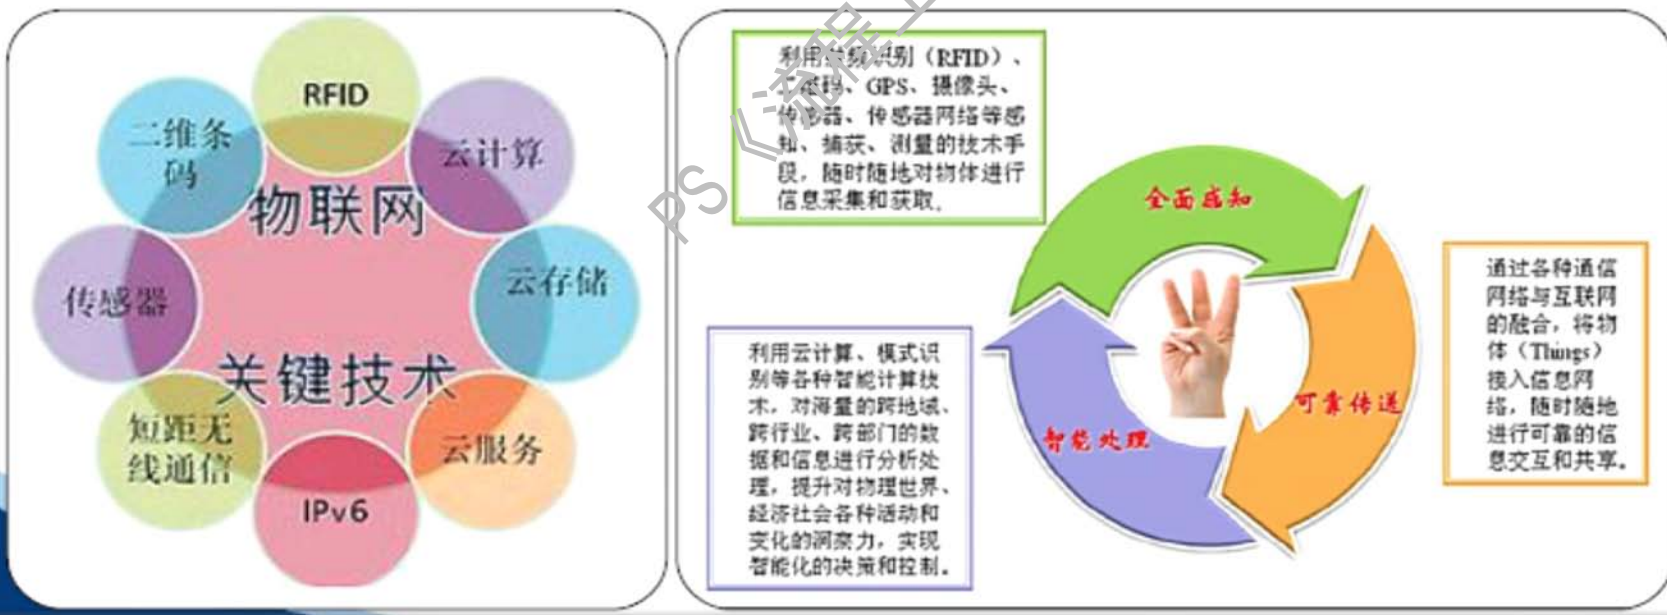 RFID
二维条
码
云计算
物联网
传感器
云存储
关键技术
短距无
线通信
云服务
IPv6
PS《流程工
利用射频识别（RFID）、
二维码、GPS、摄像头、
传感器、传感器网络等感
知、捕获、测量的技术手
段，随时随地对物体进行
信息采集和获取。
全面感知
通过各种通信
网络与互联网
的融合，将物
体（Things）
接入信息网
络，随时随地
进行可靠的信
息交互和共享。
可靠传送
智能处理
利用云计算、模式识
别等各种智能计算技
术，对海量的跨地域、
跨行业、跨部门的数
据和信息进行分析处
理，提升对物理世界、
经济社会各种活动和
变化的洞察力，实现
智能化的决策和控制。